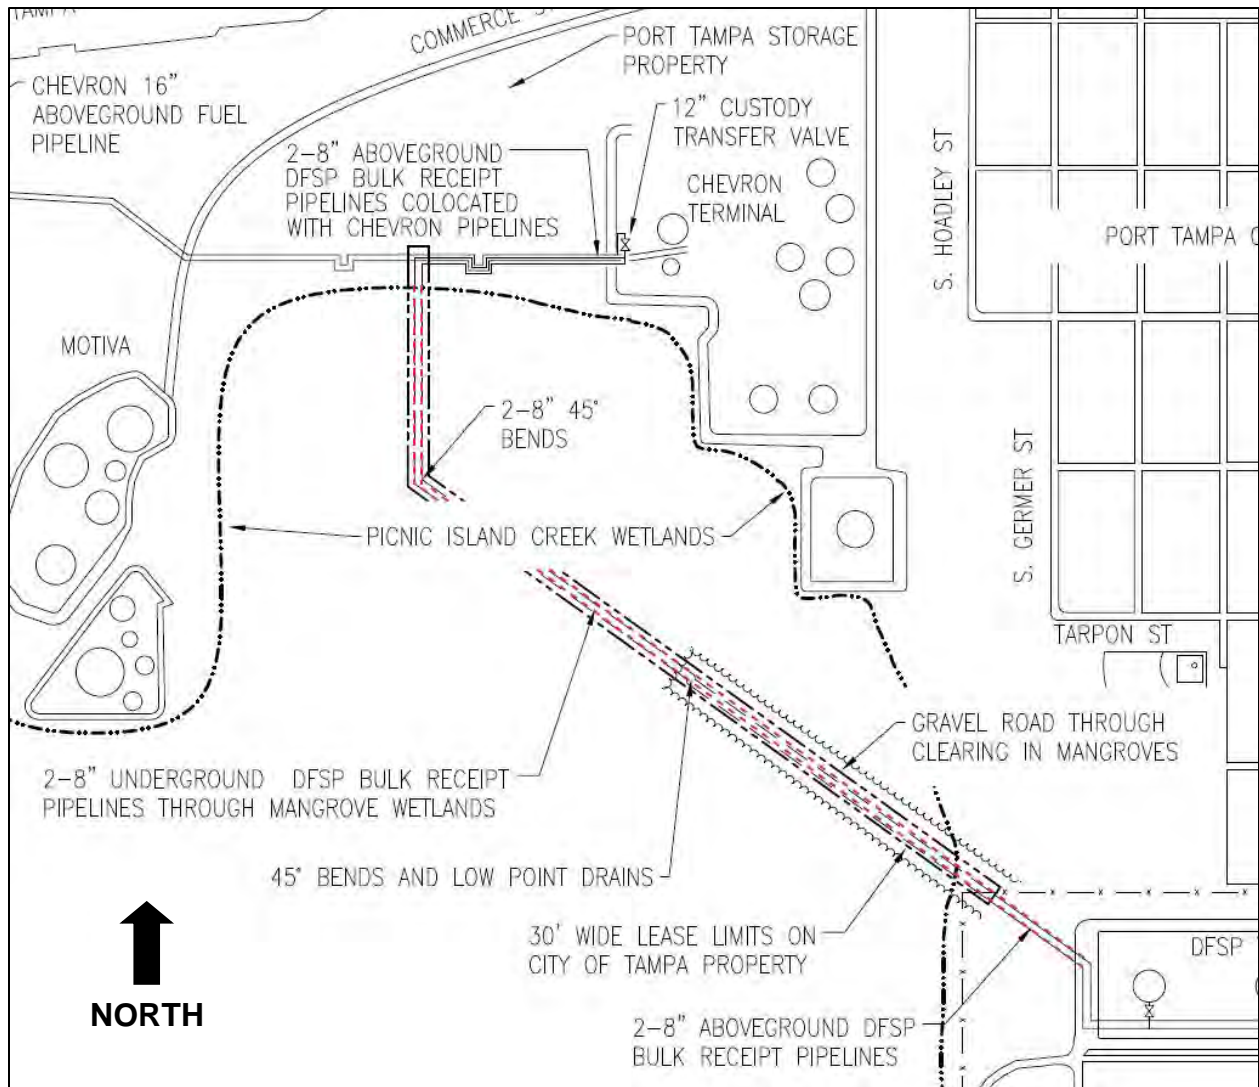 TAMPA
COMMERCE
PORT TAMPA STORAGE
PROPERTY
CHEVRON 16”
ABOVEGROUND FUEL
PIPELINE
12” CUSTODY
TRANSFER VALVE
2-8” ABOVEGROUND
DFSP BULK RECEIPT
PIPELINES COLOCATED
WITH CHEVRON PIPELINES
CHEVRON
TERMINAL
S. HOADLEY ST
PORT TAMPA
MOTIVA
2-8” 45°
BENDS
S. GERMER ST
PICNIC ISLAND CREEK WETLANDS
TARPON ST
GRAVEL ROAD THROUGH
CLEARING IN MANGROVES
2-8” UNDERGROUND DFSP BULK RECEIPT
PIPELINES THROUGH MANGROVE WETLANDS
45° BENDS AND LOW POINT DRAINS
30' WIDE LEASE LIMITS ON
CITY OF TAMPA PROPERTY
DFSP
2-8” ABOVEGROUND DFSP
BULK RECEIPT PIPELINES
NORTH